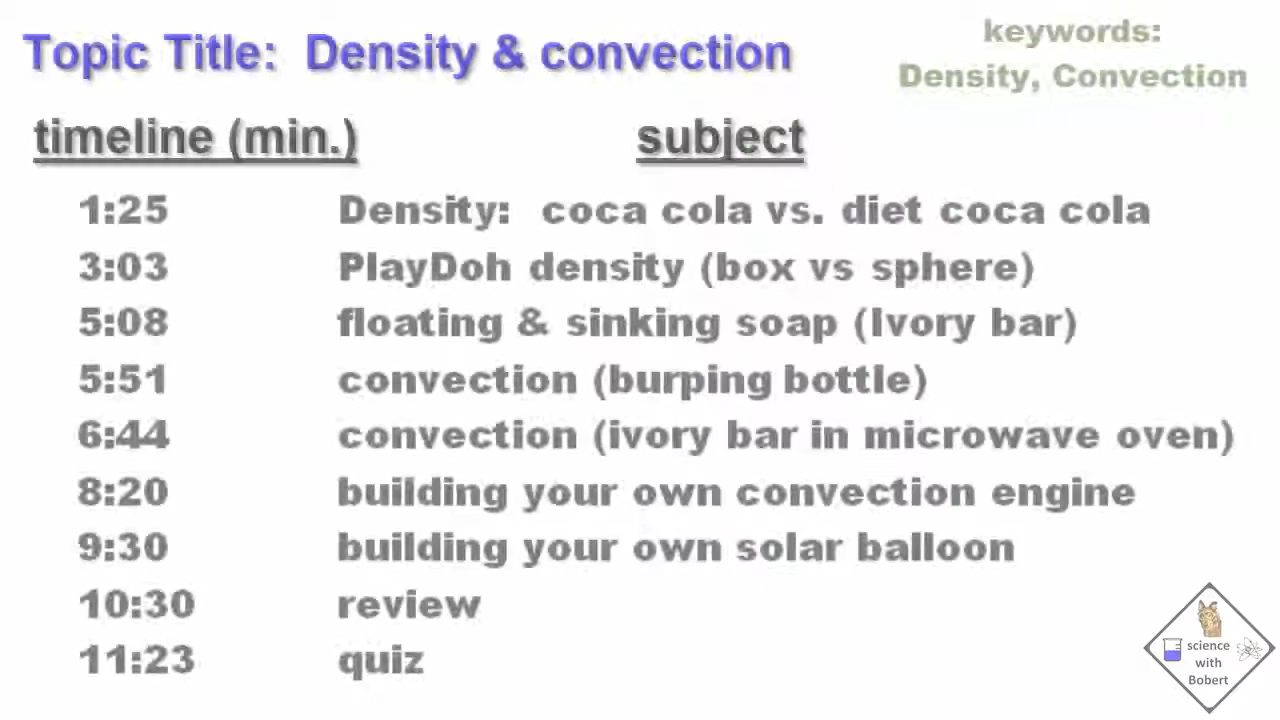 Topic Title: Density & convection
keywords:
Density, Convection
timeline (min.) subject
1:25 Density: coca cola vs. diet coca cola
3:03 PlayDoh density (box vs sphere)
5:08 floating & sinking soap (Ivory bar)
5:51 convection (burping bottle)
6:44 convection (ivory bar in microwave oven)
8:20 building your own convection engine
9:30 building your own solar balloon
10:30 review
11:23 quiz
science
with
Bobert